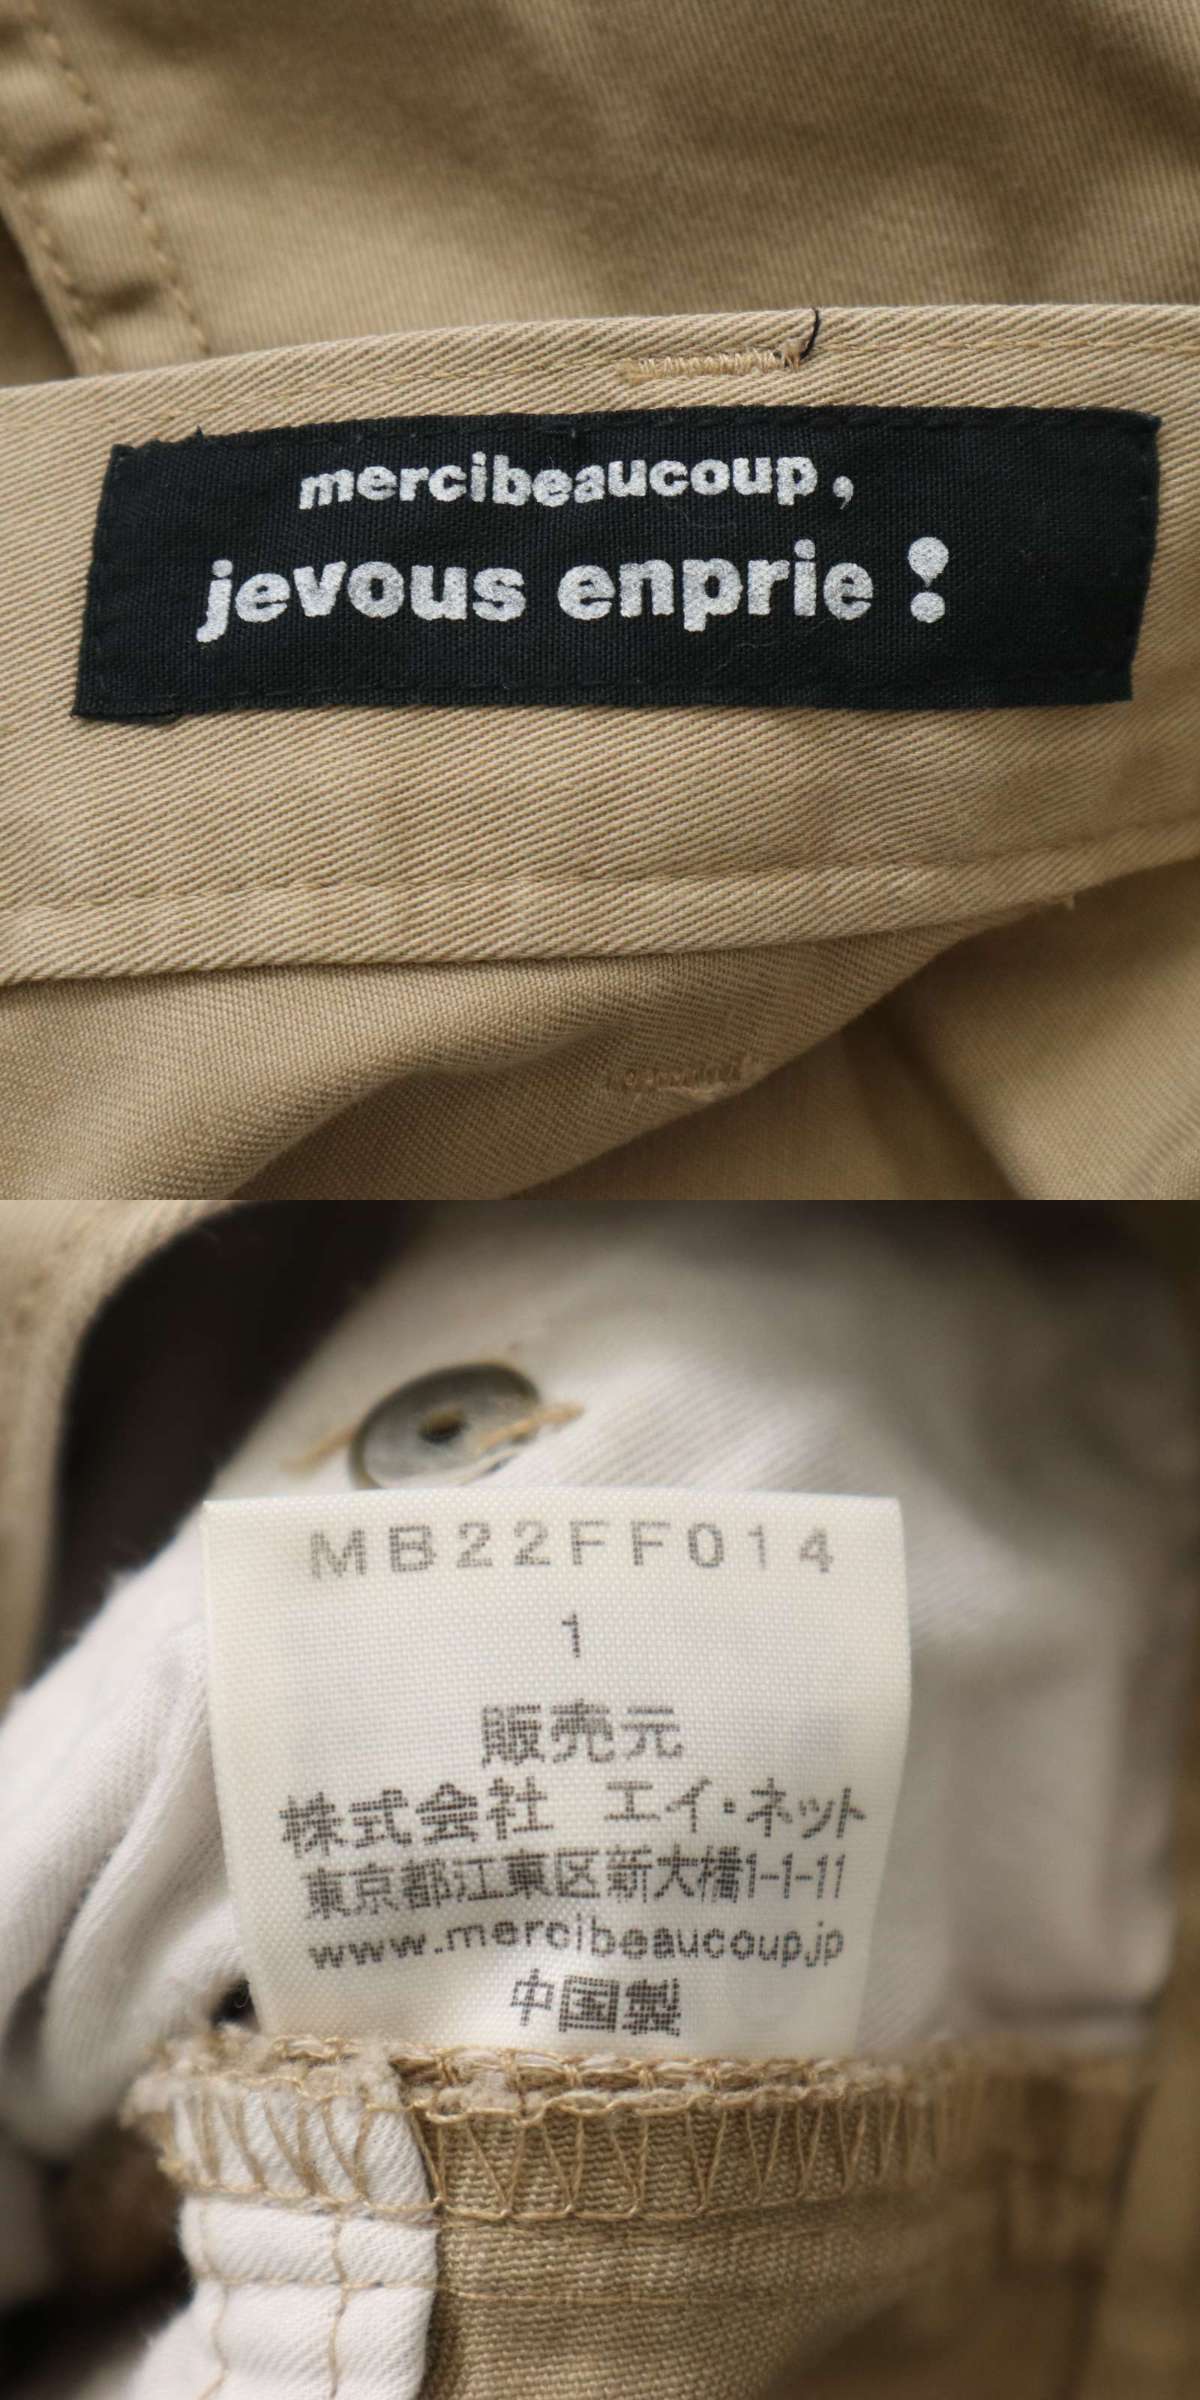 mercibeaucoup,
jevous enprie!
MB22FF014
1
販売元
株式会社 エイ・ネット
東京都江東区新大橋1-1-11
www.mercibeaucoup.jp
中国製